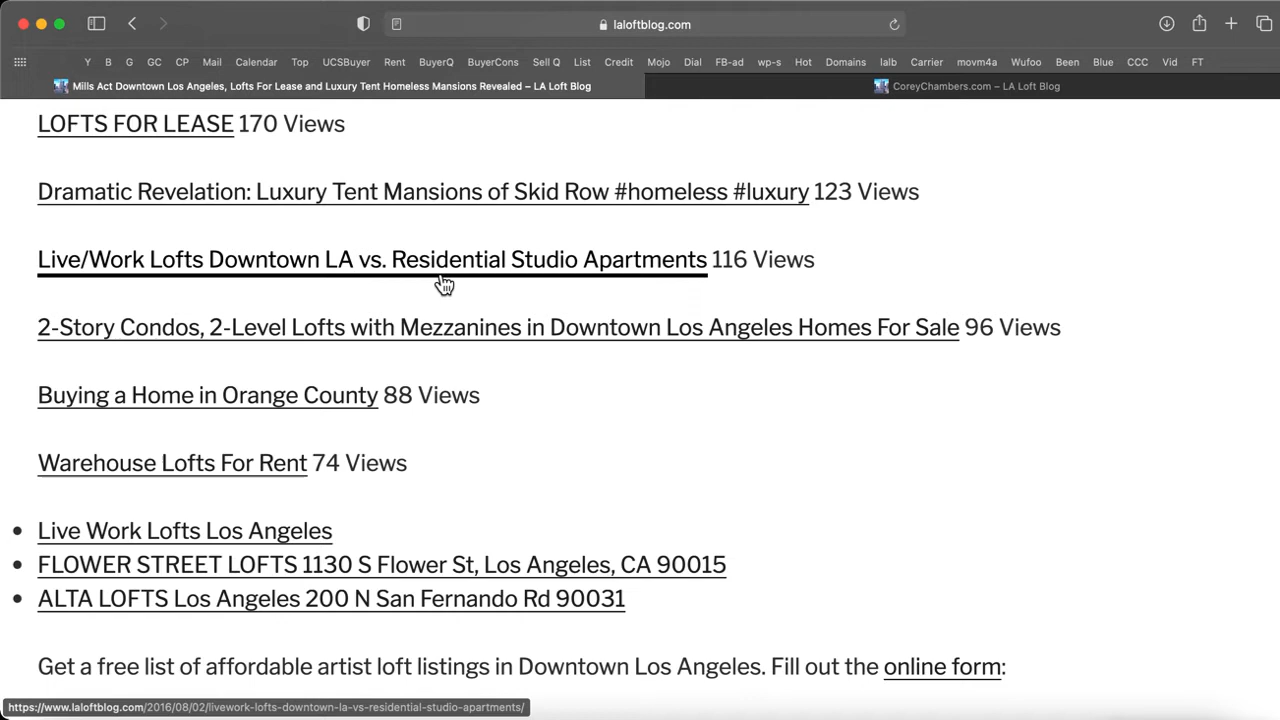 laloftblog.com
Y B G GC CP Mail Calendar Top UCSBuyer Rent BuyerQ BuyerCons Sell Q List Credit Mojo Dial FB-ad wp-s Hot Domains lalb Carrier movm4a Wufoo Been Blue CCC Vid FT
Mills Act Downtown Los Angeles, Lofts For Lease and Luxury Tent Homeless Mansions Revealed – LA Loft Blog
CoreyChambers.com – LA Loft Blog
LOFTS FOR LEASE 170 Views
Dramatic Revelation: Luxury Tent Mansions of Skid Row #homeless #luxury 123 Views
Live/Work Lofts Downtown LA vs. Residential Studio Apartments 116 Views
2-Story Condos, 2-Level Lofts with Mezzanines in Downtown Los Angeles Homes For Sale 96 Views
Buying a Home in Orange County 88 Views
Warehouse Lofts For Rent 74 Views
• Live Work Lofts Los Angeles
• FLOWER STREET LOFTS 1130 S Flower St, Los Angeles, CA 90015
• ALTA LOFTS Los Angeles 200 N San Fernando Rd 90031
Get a free list of affordable artist loft listings in Downtown Los Angeles. Fill out the online form:
https://www.laloftblog.com/2016/08/02/livework-lofts-downtown-la-vs-residential-studio-apartments/